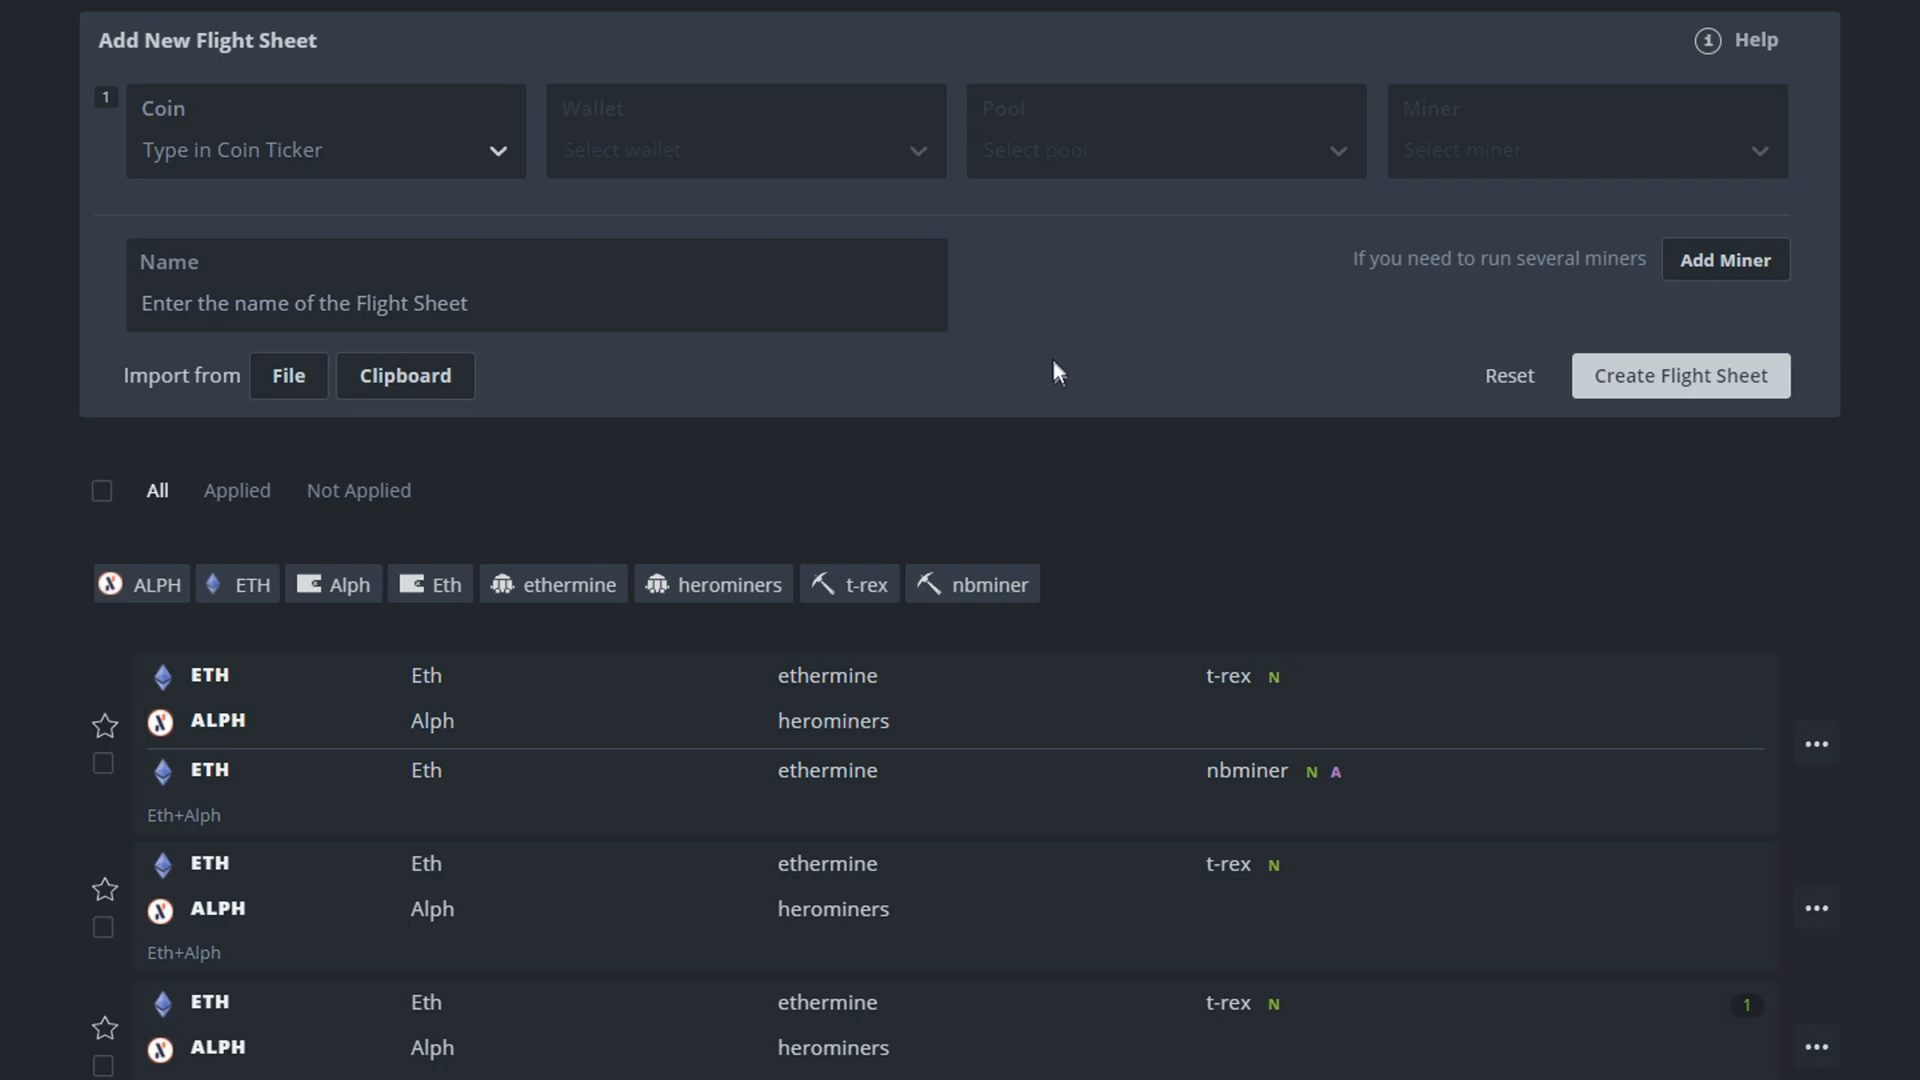 Add New Flight Sheet
Help
1
Coin
Wallet
Pool
Miner
Type in Coin Ticker
Select wallet
Select pool
Select miner
Name
If you need to run several miners
Add Miner
Enter the name of the Flight Sheet
Import from
File
Clipboard
Reset
Create Flight Sheet
All
Applied
Not Applied
ALPH
ETH
Alph
Eth
ethermine
herominers
t-rex
nbminer
ETH Eth ethermine t-rex N
ALPH Alph herominers
ETH Eth ethermine nbminer N A
Eth+Alph
ETH Eth ethermine t-rex N
ALPH Alph herominers
Eth+Alph
ETH Eth ethermine t-rex N 1
ALPH Alph herominers